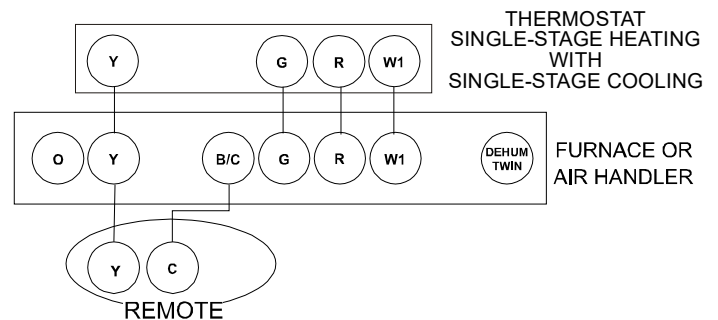 THERMOSTAT
SINGLE-STAGE HEATING
WITH
SINGLE-STAGE COOLING
Y G R W1
O Y B/C G R W1 DEHUM
TWIN
FURNACE OR
AIR HANDLER
Y C
REMOTE